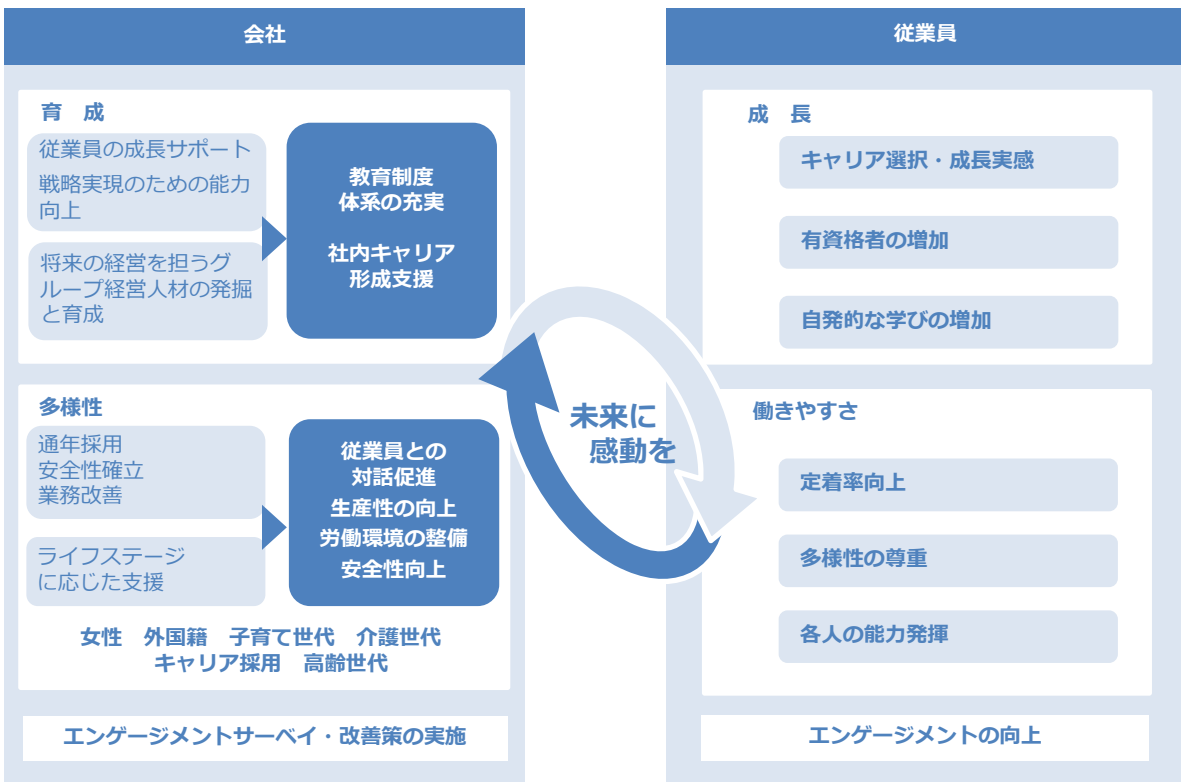 会社
育　成
従業員の成長サポート
戦略実現のための能力
向上
将来の経営を担うグ
ループ経営人材の発掘
と育成
教育制度
体系の充実
社内キャリア
形成支援
多様性
通年採用
安全性確立
業務改善
ライフステージ
に応じた支援
従業員との
対話促進
生産性の向上
労働環境の整備
安全性向上
女性　外国籍　子育て世代　介護世代
キャリア採用　高齢世代
エンゲージメントサーベイ・改善策の実施
未来に
感動を
従業員
成　長
キャリア選択・成長実感
有資格者の増加
自発的な学びの増加
働きやすさ
定着率向上
多様性の尊重
各人の能力発揮
エンゲージメントの向上